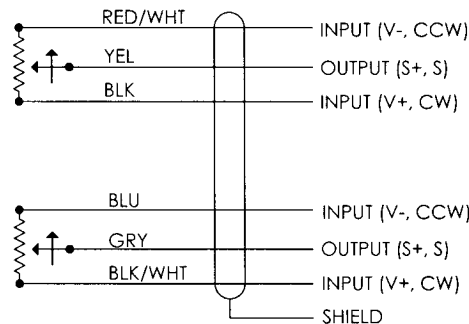 RED/WHT INPUT (V-, CCW)
YEL OUTPUT (S+, S)
BLK INPUT (V+, CW)
BLU INPUT (V-, CCW)
GRY OUTPUT (S+, S)
BLK/WHT INPUT (V+, CW)
SHIELD